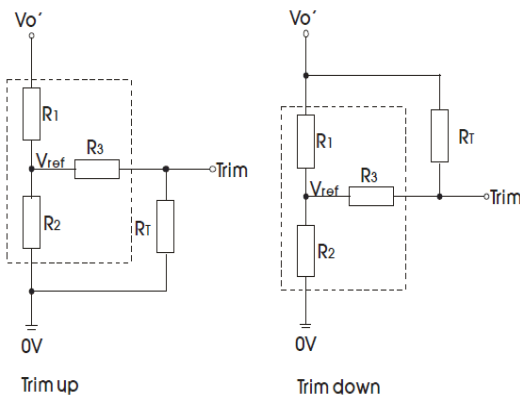 Vo´
R1
Vref
R3
Trim
R2
RT
0V
Trim up
Vo´
R1
RT
Vref
R3
Trim
R2
0V
Trim down